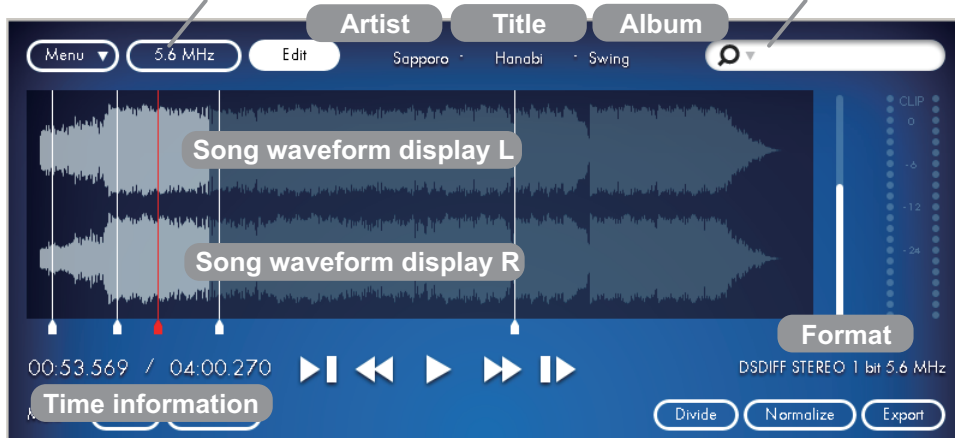 Artist Title Album
Menu ▼ 5.6 MHz Edit Sapporo · Hanabi · Swing
CLIP
0
-6
Song waveform display L
-12
-24
Song waveform display R
Format
00:53.569 / 04:00.270 DSDIFF STEREO 1 bit 5.6 MHz
Time information
Divide Normalize Export